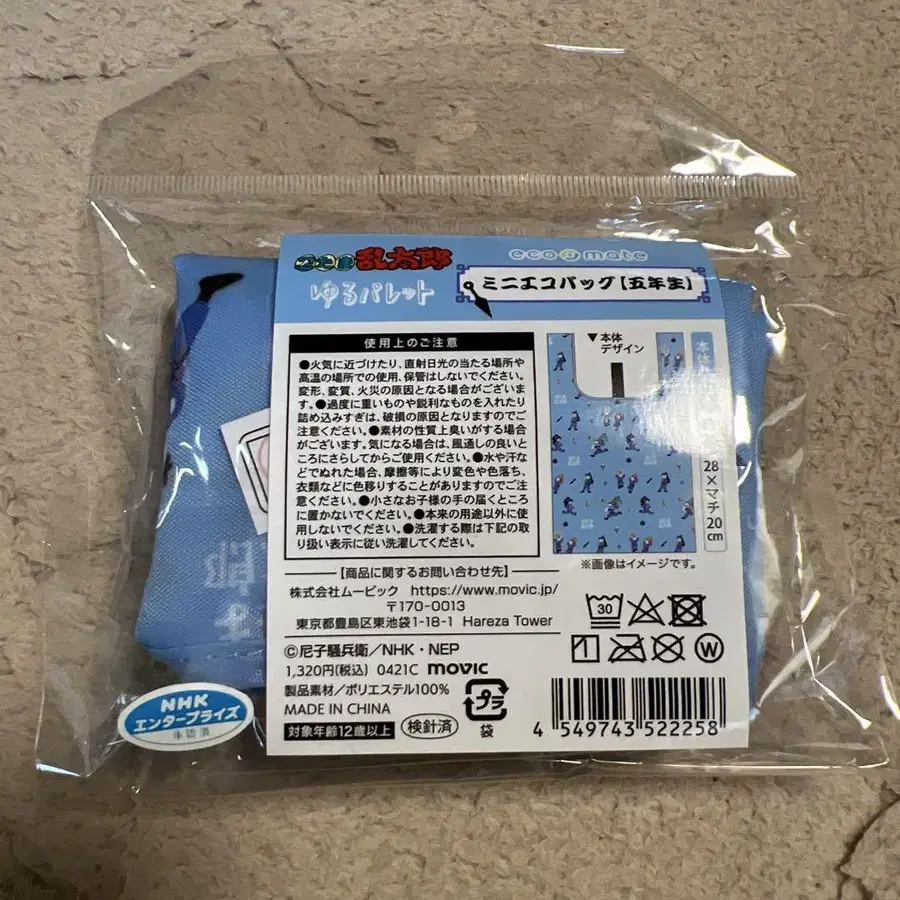 忍たま乱太郎
eco mate
ゆるパレット
ミニエコバッグ【五年生】
使用上のご注意
●火気に近づけたり、直射日光の当たる場所や
高温の場所での使用、保管はしないでください。
変形、変質、火災の原因となる場合がございま
す。●過度に重いものや鋭利なものを入れたり
詰め込みすぎは、破損の原因となりますのでご
注意ください。●素材の性質上臭いがする場合
がございます。気になる場合は、風通しの良いと
ころにさらしてからご使用ください。●水や汗な
どでぬれた場合、摩擦等により変色や色落ち、
衣類などに色移りすることがありますのでご注
意ください。●小さなお子様の手の届くところ
に置かないでください。●本来の用途以外に使
用しないでください。●洗濯する際は下記の取
り扱い表示に従い洗濯してください。
▼本体
デザイン
本体
28×マチ20
cm
※画像はイメージです。
【商品に関するお問い合わせ先】
株式会社ムービック https://www.movic.jp/
〒170-0013
東京都豊島区東池袋1-18-1 Hareza Tower
30
1
W
©尼子騒兵衛/NHK・NEP
1,320円(税込) 0421C movic
製品素材/ポリエステル100%
MADE IN CHINA
対象年齢12歳以上
検針済
プラ
袋
4 549743 522258
NHK
エンタープライズ
承認済